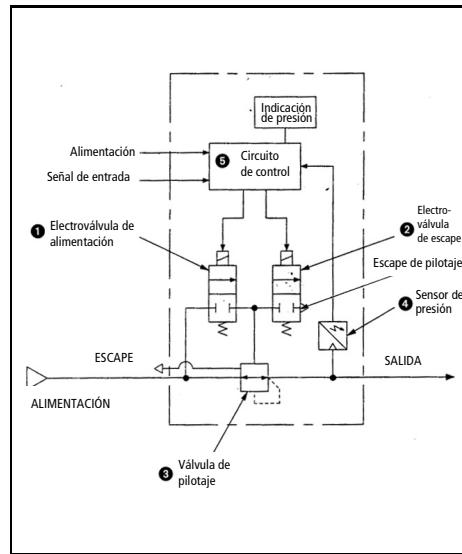 Indicación
de presión
Alimentación
Señal de entrada
5 Circuito
de control
1 Electroválvula de
alimentación
2 Electro-
válvula
de escape
Escape de pilotaje
4 Sensor de
presión
ESCAPE
SALIDA
ALIMENTACIÓN
3 Válvula de
pilotaje